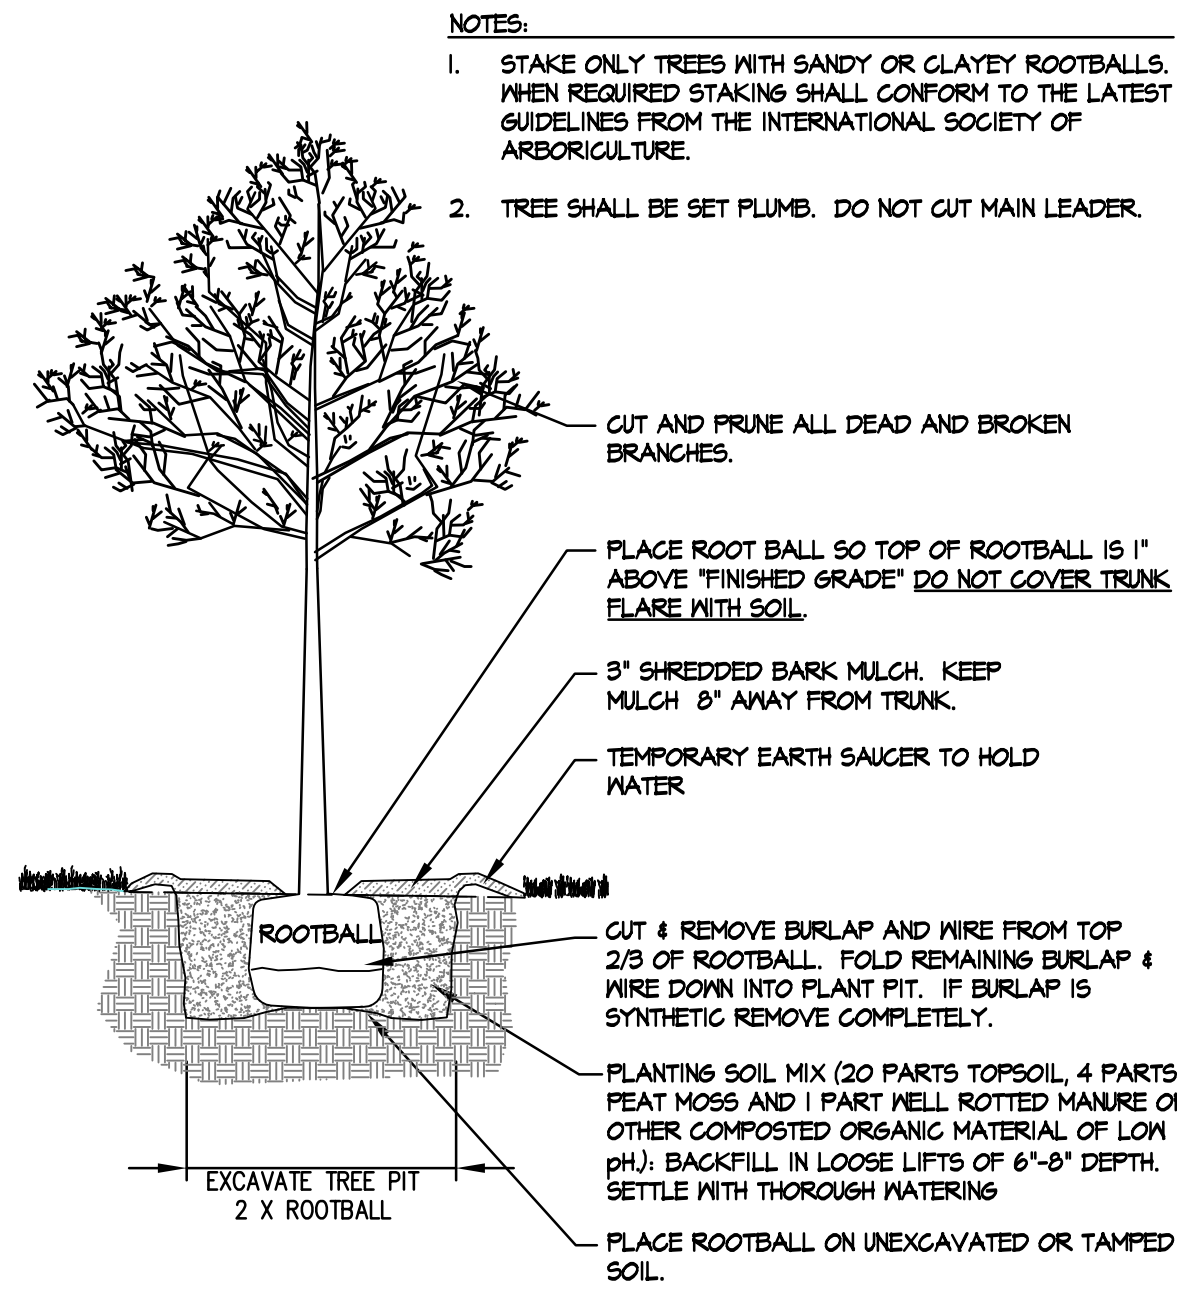 NOTES:
1. STAKE ONLY TREES WITH SANDY OR CLAYEY ROOTBALLS.
WHEN REQUIRED STAKING SHALL CONFORM TO THE LATEST
GUIDELINES FROM THE INTERNATIONAL SOCIETY OF
ARBORICULTURE.
2. TREE SHALL BE SET PLUMB. DO NOT CUT MAIN LEADER.
CUT AND PRUNE ALL DEAD AND BROKEN
BRANCHES.
PLACE ROOT BALL SO TOP OF ROOTBALL IS 1"
ABOVE "FINISHED GRADE" DO NOT COVER TRUNK
FLARE WITH SOIL.
3" SHREDDED BARK MULCH. KEEP
MULCH 8" AWAY FROM TRUNK.
TEMPORARY EARTH SAUCER TO HOLD
WATER
ROOTBALL
CUT & REMOVE BURLAP AND WIRE FROM TOP
2/3 OF ROOTBALL. FOLD REMAINING BURLAP &
WIRE DOWN INTO PLANT PIT. IF BURLAP IS
SYNTHETIC REMOVE COMPLETELY.
PLANTING SOIL MIX (20 PARTS TOPSOIL, 4 PARTS
PEAT MOSS AND 1 PART WELL ROTTED MANURE
OTHER COMPOSTED ORGANIC MATERIAL OF LOW
pH.): BACKFILL IN LOOSE LIFTS OF 6"-8" DEPTH.
SETTLE WITH THOROUGH WATERING
EXCAVATE TREE PIT
2 X ROOTBALL
PLACE ROOTBALL ON UNEXCAVATED OR TAMPED
SOIL.